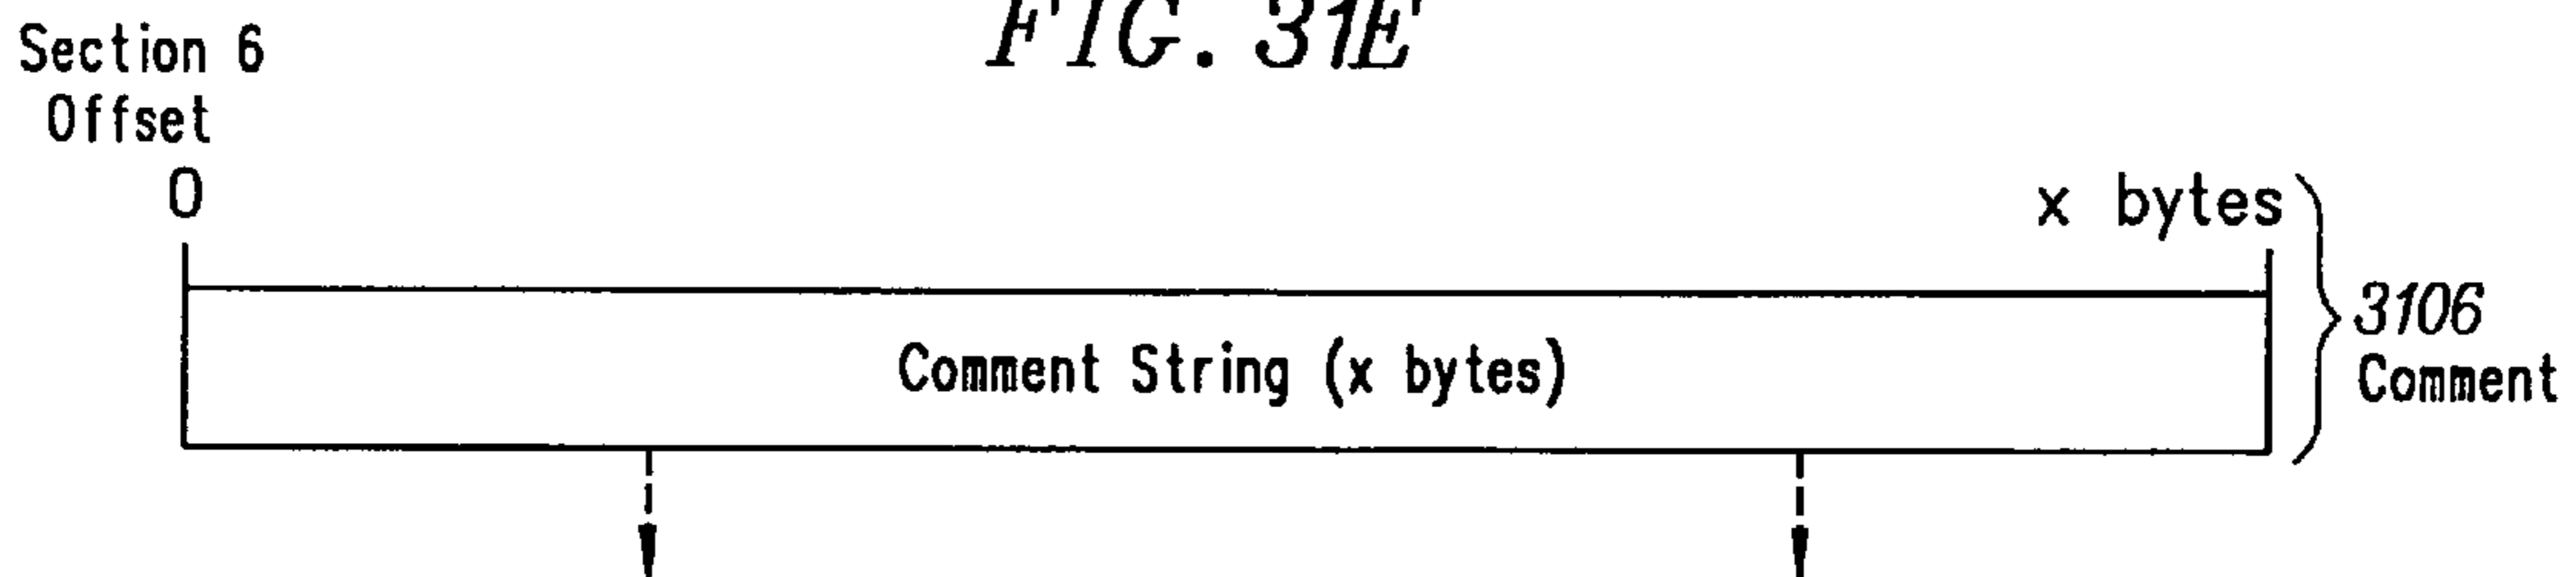 FIG. 31E
Section 6
Offset
0
x bytes
Comment String (x bytes)
3106
Comment